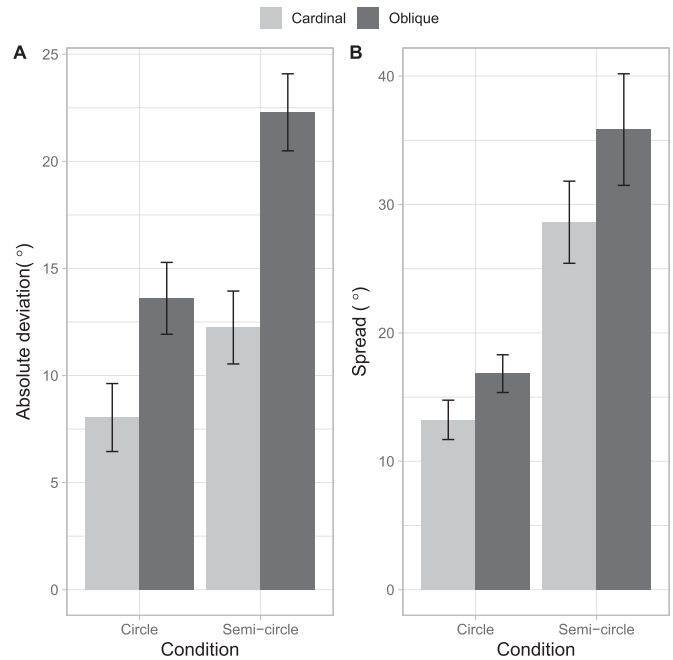 Cardinal Oblique
A
Absolute deviation( °)
25
20
15
10
5
0
Circle Semi−circle
Condition
B
Spread ( °)
40
30
20
10
0
Circle Semi−circle
Condition